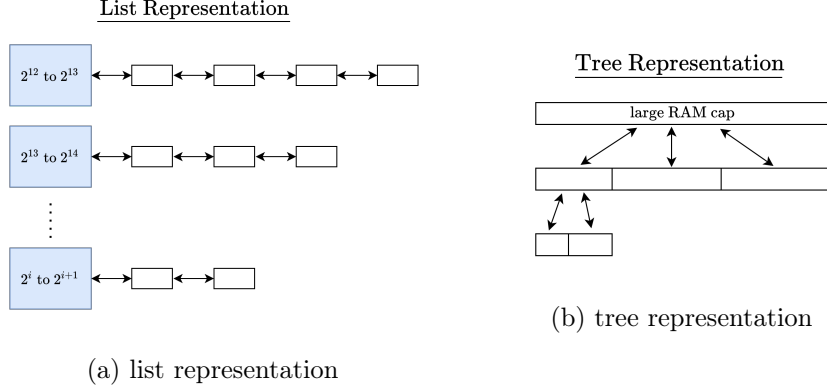 List Representation
2^12 to 2^13
2^13 to 2^14
2^i to 2^{i+1}
(a) list representation
Tree Representation
large RAM cap
(b) tree representation